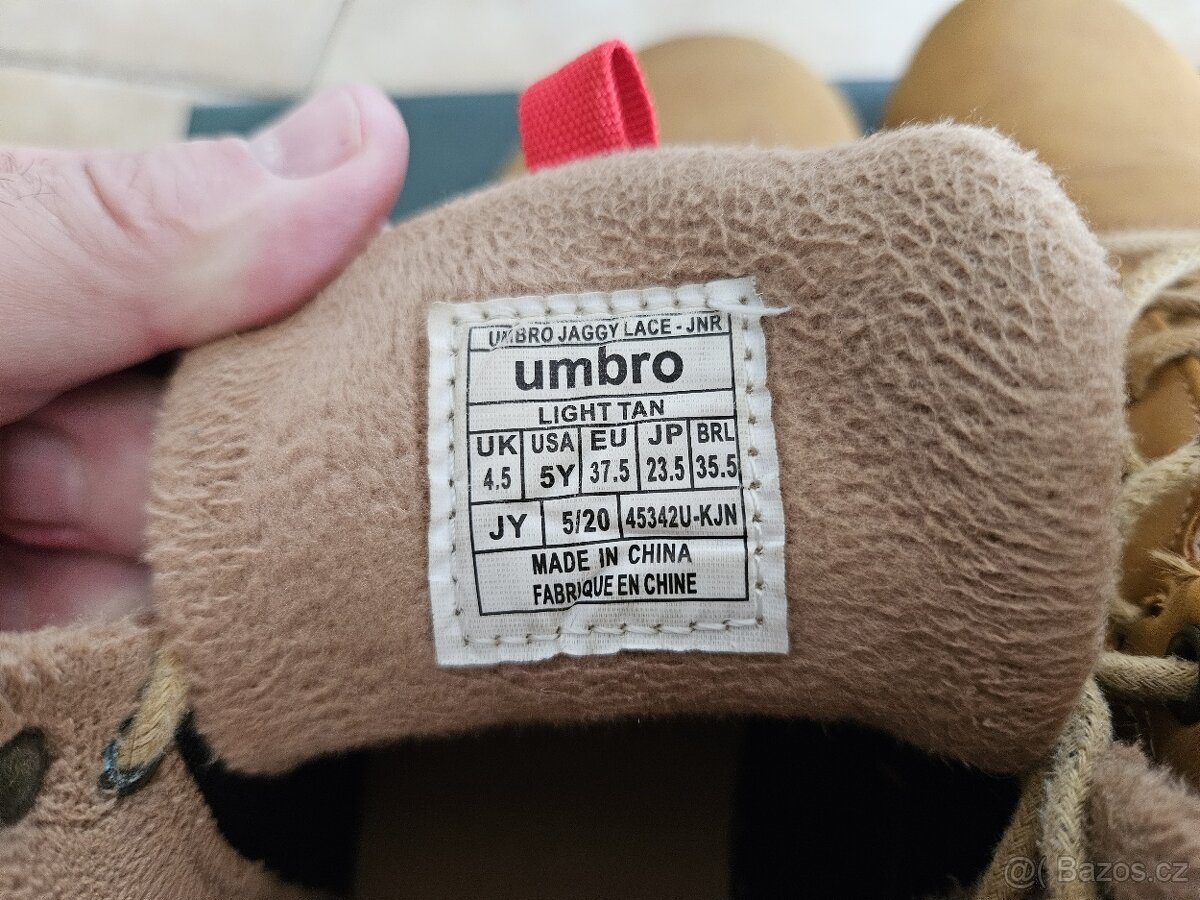 UMBRO JAGGY LACE - JNR
umbro
LIGHT TAN
UK USA EU JP BRL
4.5 5Y 37.5 23.5 35.5
JY 5/20 45342U-KJN
MADE IN CHINA
FABRIQUE EN CHINE
@( Bazos.cz